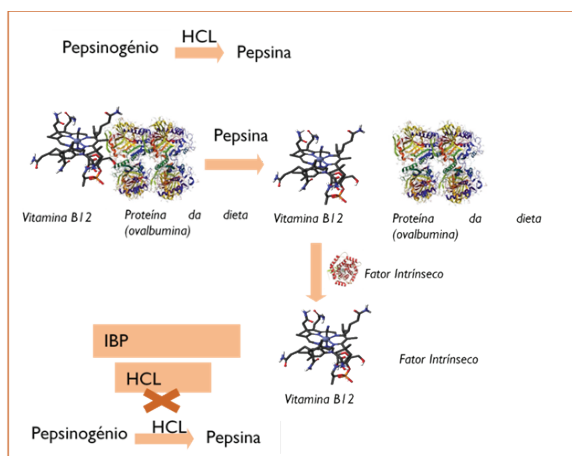 HCL
Pepsinogénio Pepsina
Pepsina
Vitamina B12
Proteína da dieta
(ovalbumina)
Vitamina B12
Proteína da dieta
(ovalbumina)
Fator Intrínseco
IBP
HCL
Fator Intrínseco
Vitamina B12
HCL
Pepsinogénio Pepsina